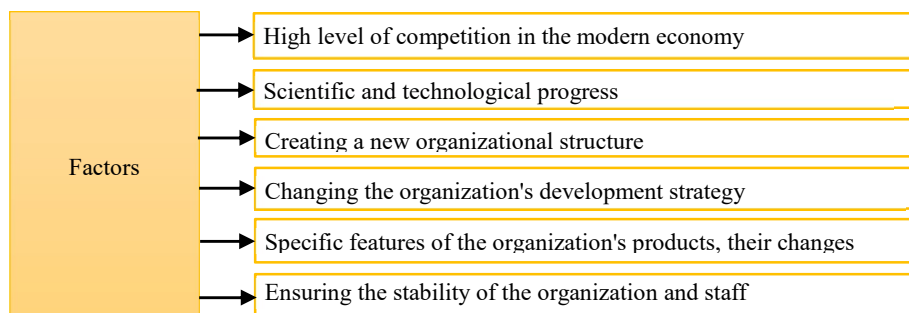 High level of competition in the modern economy
Scientific and technological progress
Creating a new organizational structure
Factors
Changing the organization's development strategy
Specific features of the organization's products, their changes
Ensuring the stability of the organization and staff